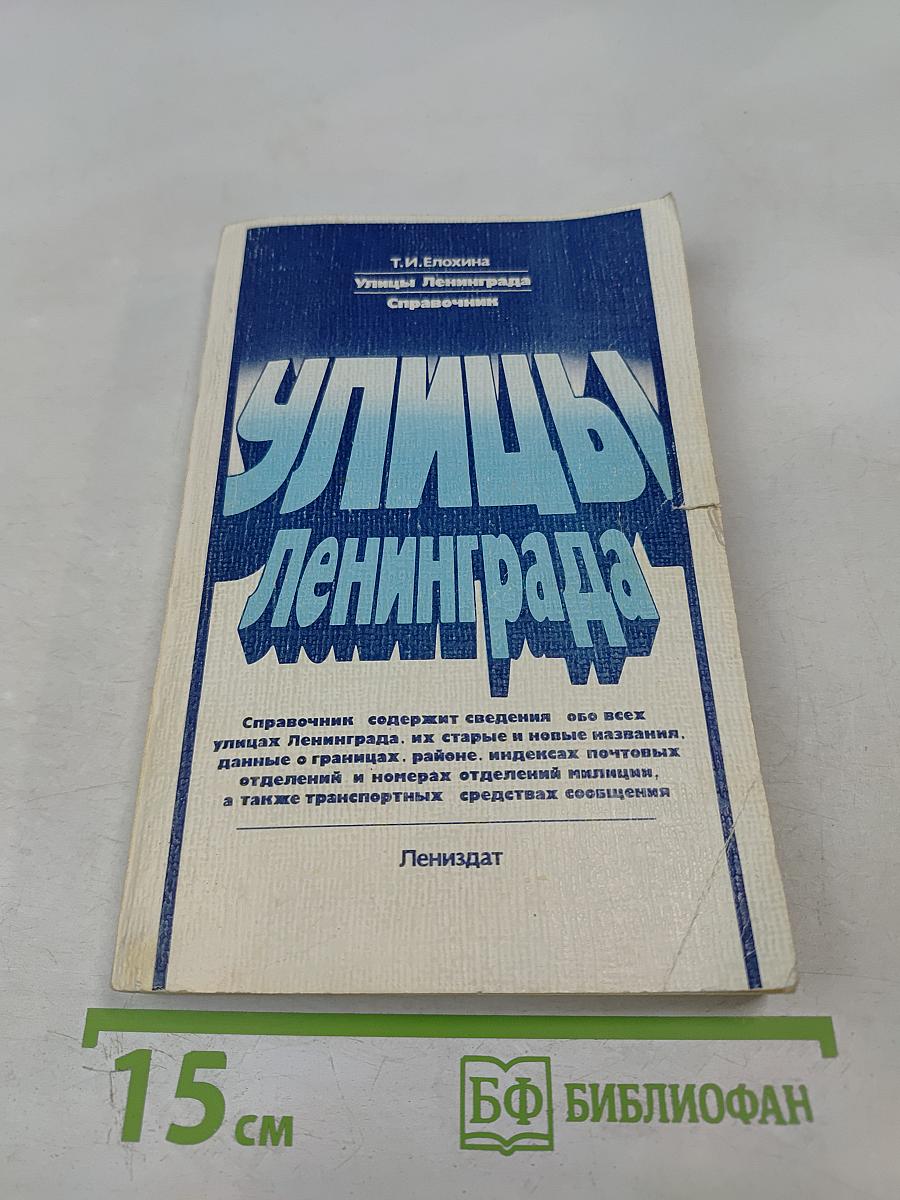 Т.И.Елохина
Улицы Ленинграда
Справочник
УЛИЦЫ
Ленинграда
Справочник содержит сведения обо всех
улицах Ленинграда, их старые и новые названия,
данные о границах, районе, индексах почтовых
отделений и номерах отделений милиции,
а также транспортных средствах сообщения
Лениздат
15 см
БФ БИБЛИОФАН